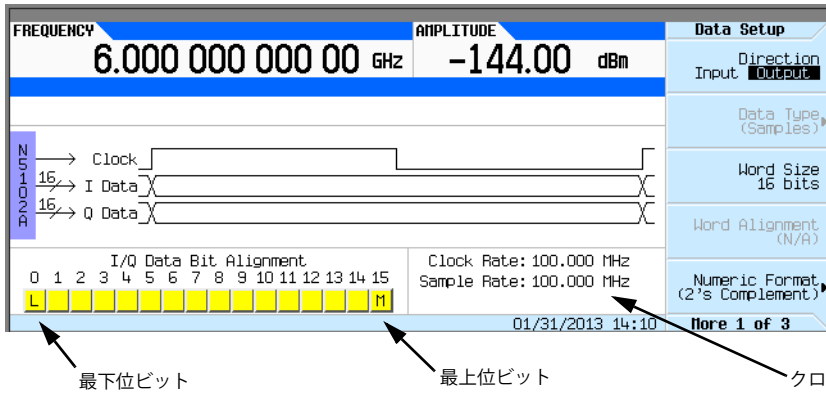 FREQUENCY
6.000 000 000 00 GHz
AMPLITUDE
-144.00 dBm
Data Setup
Direction
Input Output
Data Type
(Samples)
Word Size
16 bits
Word Alignment
(N/A)
Numeric Format
(2's Complement)
More 1 of 3
N5102A
Clock
16 I Data
16 Q Data
I/Q Data Bit Alignment
0 1 2 3 4 5 6 7 8 9 10 11 12 13 14 15
L M
Clock Rate: 100.000 MHz
Sample Rate: 100.000 MHz
01/31/2013 14:10
最下位ビット
最上位ビット
クロ